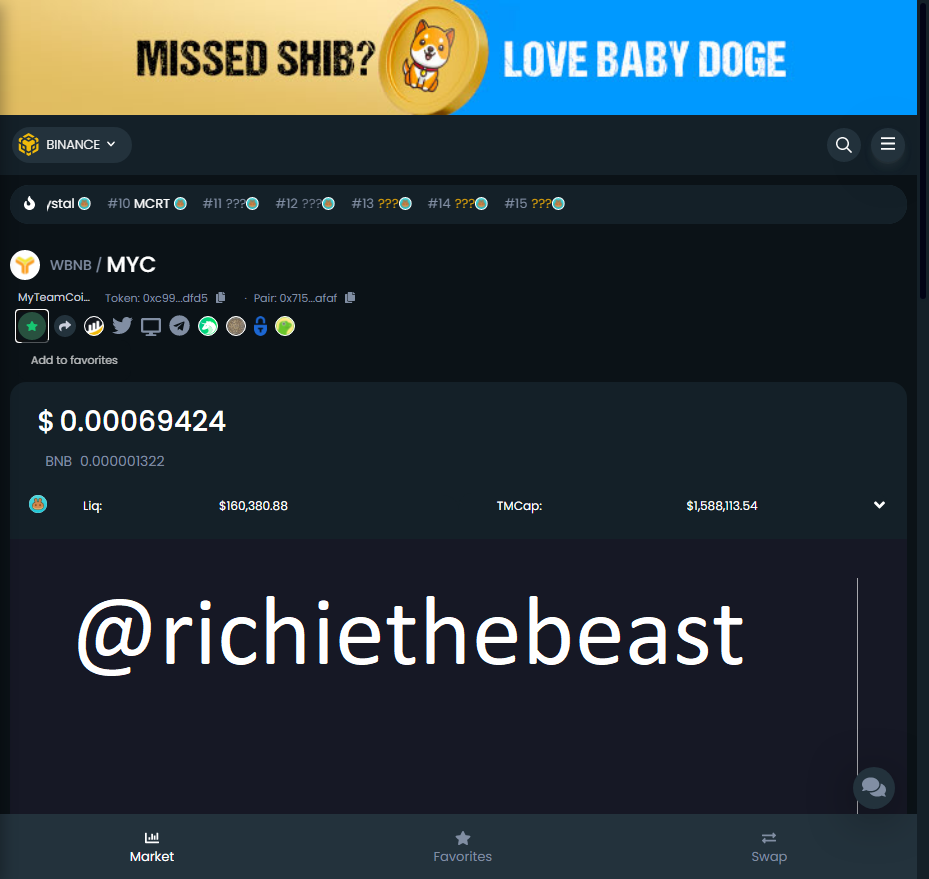 MISSED SHIB? LOVE BABY DOGE
BINANCE
ystal #10 MCRT #11 ??? #12 ??? #13 ??? #14 ??? #15 ???
WBNB / MYC
MyTeamCoi... Token: 0xc99...dfd5 · Pair: 0x715...afaf
Add to favorites
$ 0.00069424
BNB 0.000001322
Liq: $160,380.88 TMCap: $1,588,113.54
@richiethebeast
Market Favorites Swap